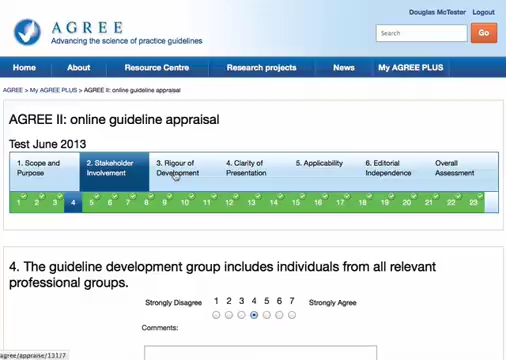 Douglas McTester Logout
AGREE
Advancing the science of practice guidelines
Search Go
Home About Resource Centre Research projects News My AGREE PLUS
AGREE > My AGREE PLUS > AGREE II: online guideline appraisal
AGREE II: online guideline appraisal
Test June 2013
1. Scope and Purpose
2. Stakeholder Involvement
3. Rigour of Development
4. Clarity of Presentation
5. Applicability
6. Editorial Independence
Overall Assessment
1 2 3 4 5 6 7 8 9 10 11 12 13 14 15 16 17 18 19 20 21 22 23
4. The guideline development group includes individuals from all relevant
professional groups.
Strongly Disagree 1 2 3 4 5 6 7 Strongly Agree
Comments:
agree/appraise/131/7